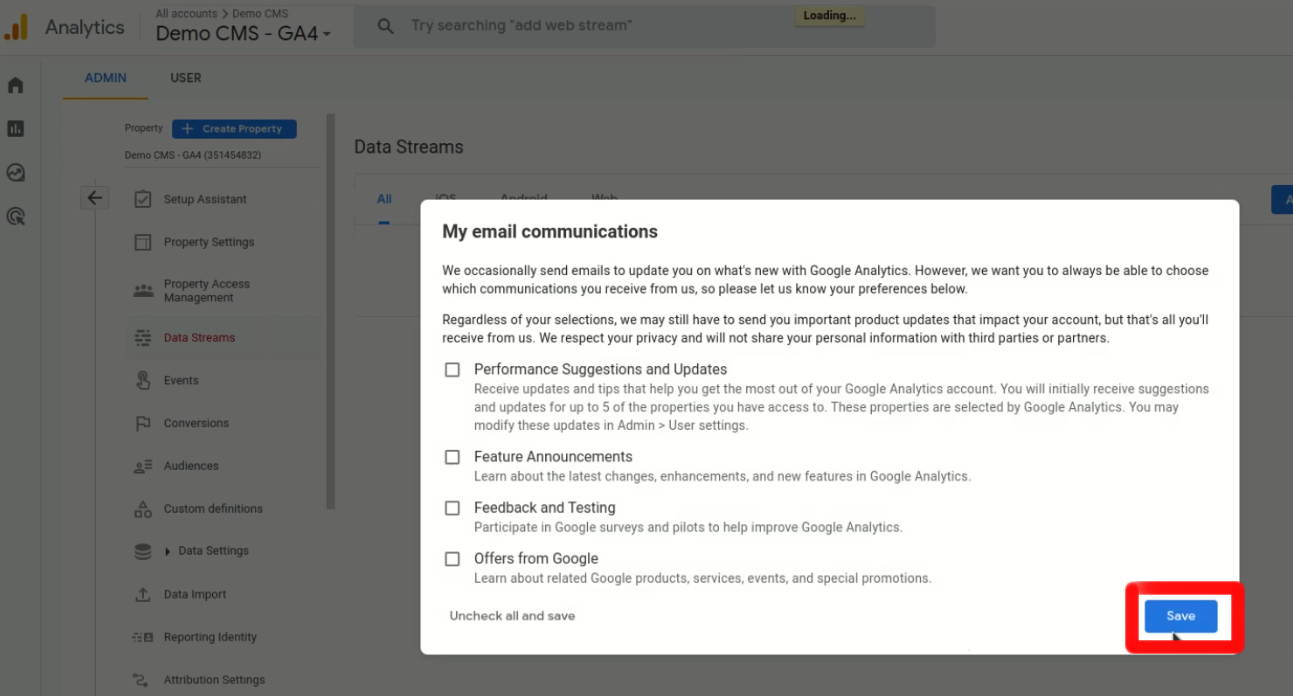 All accounts > Demo CMS
Analytics
Demo CMS - GA4
Try searching "add web stream"
Loading...
ADMIN
USER
Property
+ Create Property
Demo CMS - GA4 (351454832)
Setup Assistant
Property Settings
Property Access
Management
Data Streams
Events
Conversions
Audiences
Custom definitions
Data Settings
Data Import
Reporting Identity
Attribution Settings
Data Streams
All
iOS
Android
Web
My email communications
We occasionally send emails to update you on what's new with Google Analytics. However, we want you to always be able to choose
which communications you receive from us, so please let us know your preferences below.
Regardless of your selections, we may still have to send you important product updates that impact your account, but that's all you'll
receive from us. We respect your privacy and will not share your personal information with third parties or partners.
Performance Suggestions and Updates
Receive updates and tips that help you get the most out of your Google Analytics account. You will initially receive suggestions
and updates for up to 5 of the properties you have access to. These properties are selected by Google Analytics. You may
modify these updates in Admin > User settings.
Feature Announcements
Learn about the latest changes, enhancements, and new features in Google Analytics.
Feedback and Testing
Participate in Google surveys and pilots to help improve Google Analytics.
Offers from Google
Learn about related Google products, services, events, and special promotions.
Uncheck all and save
Save